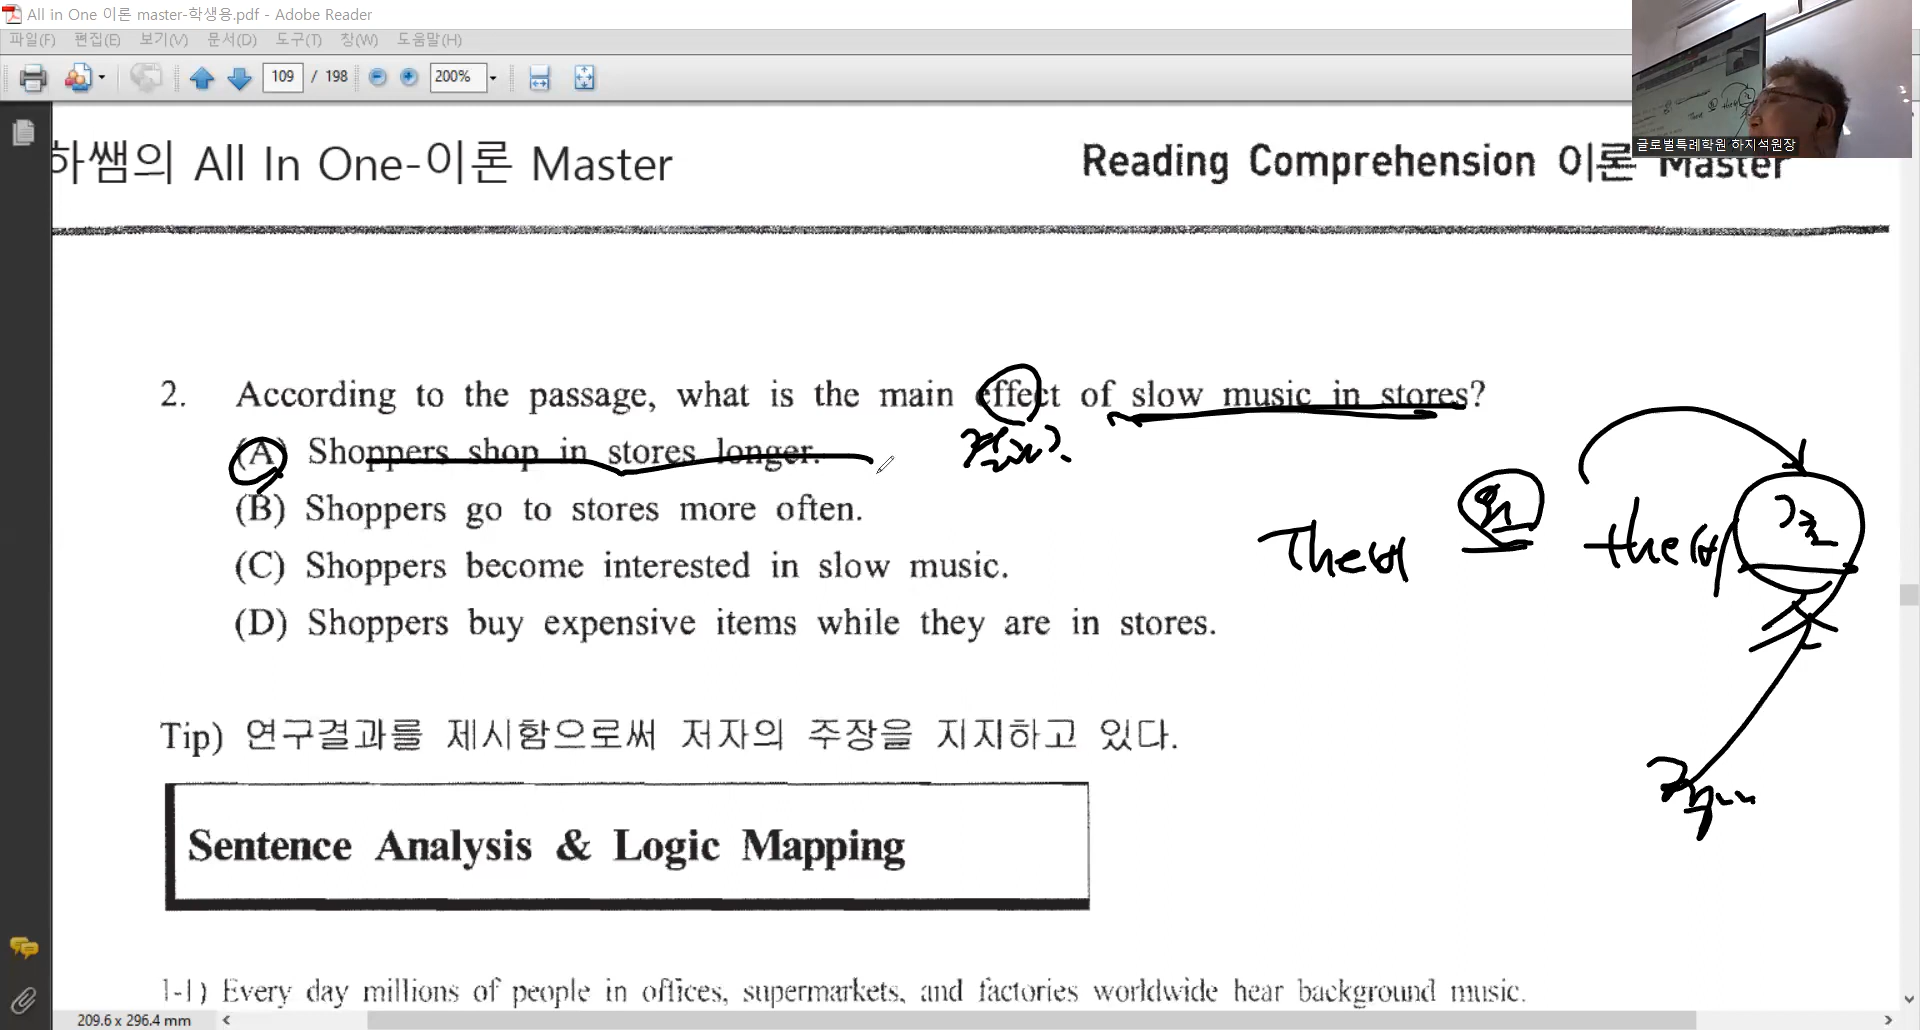 All in One 이론 master-학생용.pdf - Adobe Reader
파일(F) 편집(E) 보기(V) 문서(D) 도구(T) 창(W) 도움말(H)
109 / 198 200%
글로벌특례학원 하지석원장
하쌤의 All In One-이론 Master
Reading Comprehension 이론 Master
2. According to the passage, what is the main effect of slow music in stores?
(A) Shoppers shop in stores longer.
(B) Shoppers go to stores more often.
(C) Shoppers become interested in slow music.
(D) Shoppers buy expensive items while they are in stores.
Tip) 연구결과를 제시함으로써 저자의 주장을 지지하고 있다.
Sentence Analysis & Logic Mapping
1-1) Every day millions of people in offices, supermarkets, and factories worldwide hear background music.
209.6 x 296.4 mm